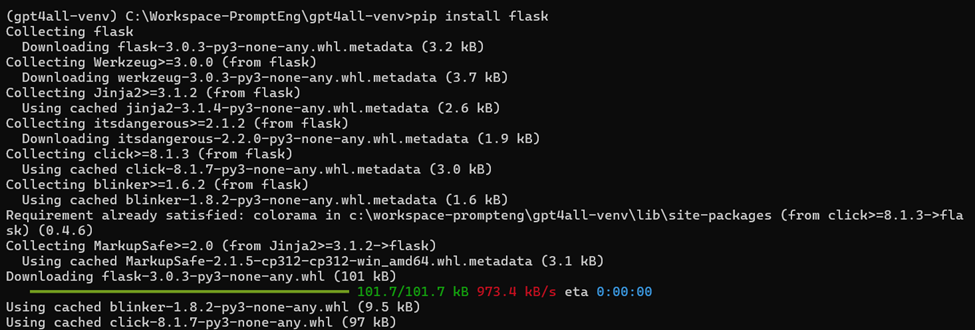 (gpt4all-venv) C:\Workspace-PromptEng\gpt4all-venv>pip install flask
Collecting flask
  Downloading flask-3.0.3-py3-none-any.whl.metadata (3.2 kB)
Collecting Werkzeug>=3.0.0 (from flask)
  Downloading werkzeug-3.0.3-py3-none-any.whl.metadata (3.7 kB)
Collecting Jinja2>=3.1.2 (from flask)
  Using cached jinja2-3.1.4-py3-none-any.whl.metadata (2.6 kB)
Collecting itsdangerous>=2.1.2 (from flask)
  Downloading itsdangerous-2.2.0-py3-none-any.whl.metadata (1.9 kB)
Collecting click>=8.1.3 (from flask)
  Using cached click-8.1.7-py3-none-any.whl.metadata (3.0 kB)
Collecting blinker>=1.6.2 (from flask)
  Using cached blinker-1.8.2-py3-none-any.whl.metadata (1.6 kB)
Requirement already satisfied: colorama in c:\workspace-prompteng\gpt4all-venv\lib\site-packages (from click>=8.1.3->fla
sk) (0.4.6)
Collecting MarkupSafe>=2.0 (from Jinja2>=3.1.2->flask)
  Using cached MarkupSafe-2.1.5-cp312-cp312-win_amd64.whl.metadata (3.1 kB)
Downloading flask-3.0.3-py3-none-any.whl (101 kB)
101.7/101.7 kB 973.4 kB/s eta 0:00:00
Using cached blinker-1.8.2-py3-none-any.whl (9.5 kB)
Using cached click-8.1.7-py3-none-any.whl (97 kB)